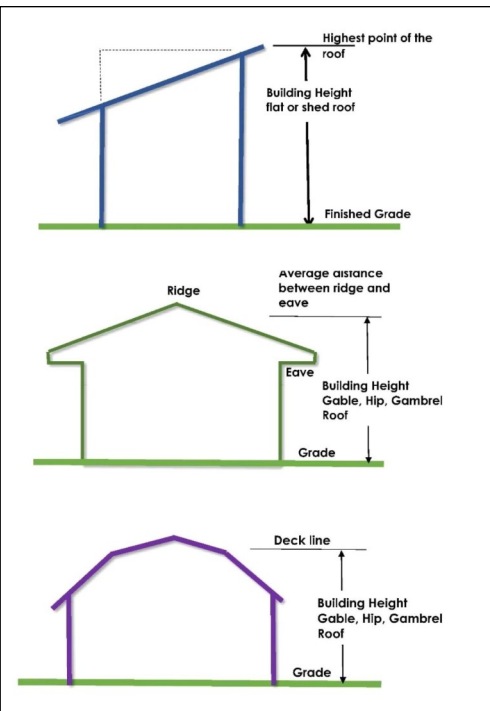 Highest point of the
roof
Building Height
flat or shed roof
Finished Grade
Average distance
between ridge and
eave
Ridge
Eave
Building Height
Gable, Hip, Gambrel
Roof
Grade
Deck line
Building Height
Gable, Hip, Gambrel
Roof
Grade